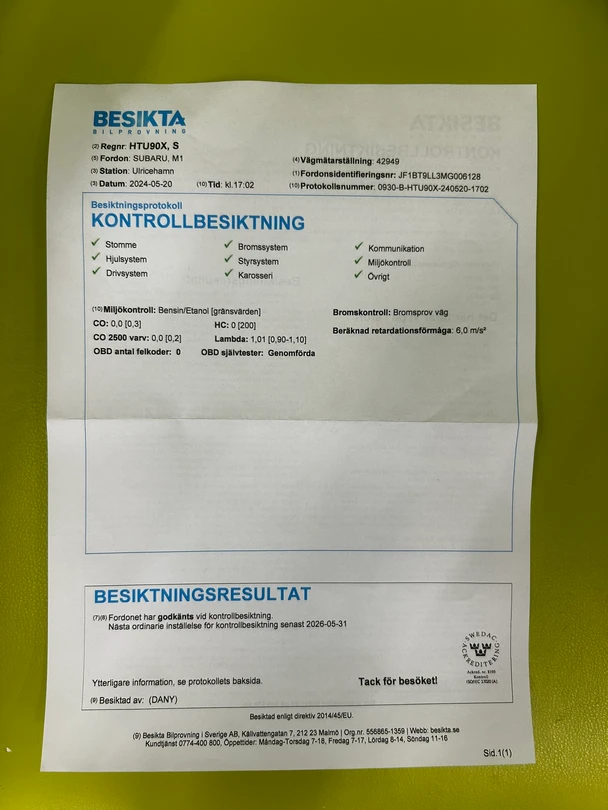 BESIKTA
BILPROVNING
(2) Regnr: HTU90X, S
(5) Fordon: SUBARU, M1
(3) Station: Ulricehamn
(3) Datum: 2024-05-20 (10) Tid: kl.17:02
(4) Vägmätarställning: 42949
(1) Fordonsidentifieringsnr: JF1BT9LL3MG006128
(10) Protokollsnummer: 0930-B-HTU90X-240520-1702
Besiktningsprotokoll
KONTROLLBESIKTNING
✓ Stomme ✓ Bromssystem ✓ Kommunikation
✓ Hjulsystem ✓ Styrsystem ✓ Miljökontroll
✓ Drivsystem ✓ Karosseri ✓ Övrigt
(10) Miljökontroll: Bensin/Etanol [gränsvärden]
CO: 0,0 [0,3] HC: 0 [200]
CO 2500 varv: 0,0 [0,2] Lambda: 1,01 [0,90-1,10]
OBD antal felkoder: 0 OBD självtester: Genomförda
Bromskontroll: Bromsprov väg
Beräknad retardationsförmåga: 6,0 m/s²
BESIKTNINGSRESULTAT
(7)(8) Fordonet har godkänts vid kontrollbesiktning.
Nästa ordinarie inställelse för kontrollbesiktning senast 2026-05-31
SWEDAC
ACKREDITERING
Kontroll
Ytterligare information, se protokollets baksida.
Tack för besöket!
(9) Besiktad av: (DANY)
Besiktad enligt direktiv 2014/45/EU.
(9) Besikta Bilprovning i Sverige AB, Källvattengatan 7, 212 23 Malmö | Org.nr. 556865-1359 | Webb: besikta.se
Kundtjänst 0774-400 800, Öppettider: Måndag-Torsdag 7-18, Fredag 7-17, Lördag 8-14, Söndag 11-16
Sid.1(1)